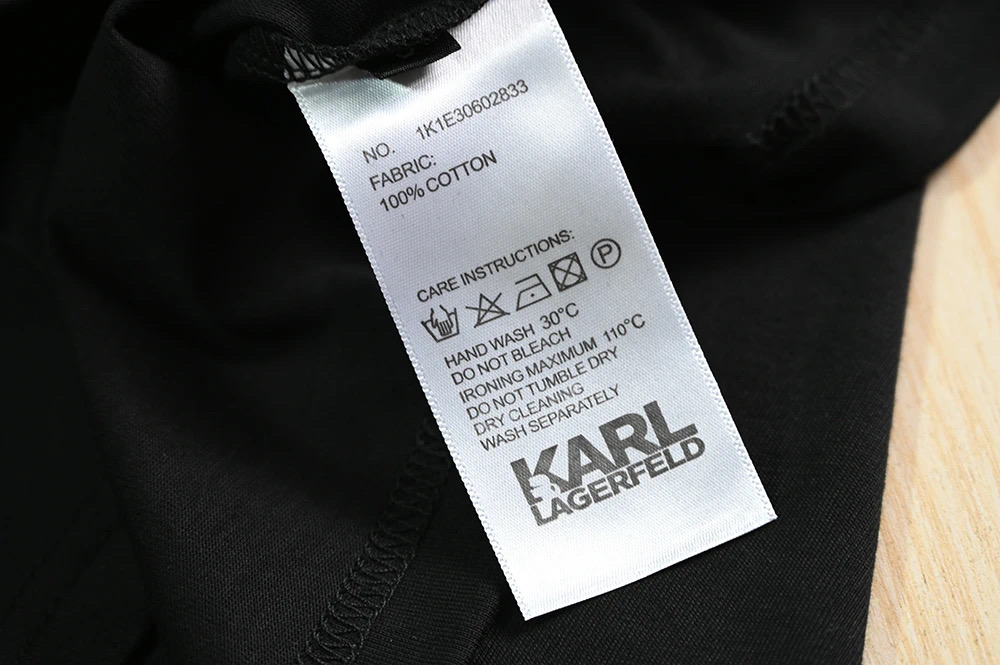 NO. 1K1E30602833
FABRIC:
100% COTTON
CARE INSTRUCTIONS:
P
HAND WASH 30°C
DO NOT BLEACH
IRONING MAXIMUM 110°C
DO NOT TUMBLE DRY
DRY CLEANING
WASH SEPARATELY
KARL
LAGERFELD